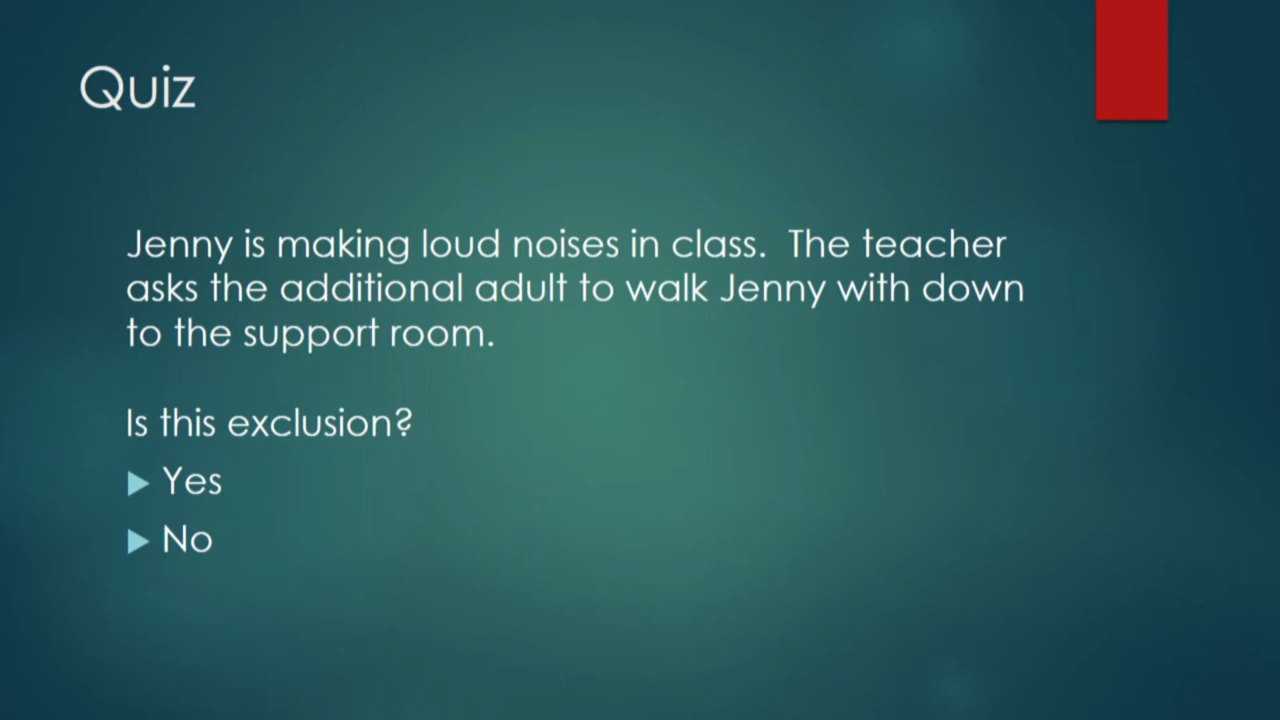 Quiz
Jenny is making loud noises in class. The teacher
asks the additional adult to walk Jenny with down
to the support room.
Is this exclusion?
Yes
No